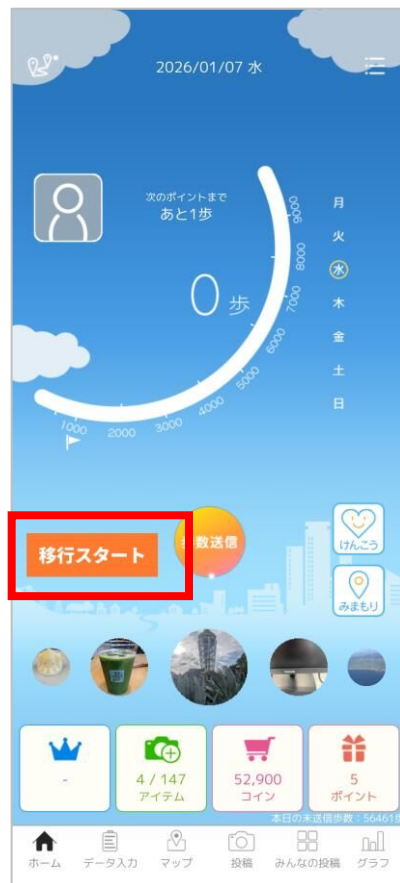 2026/01/07 水
次のポイントまで
あと1歩
0 歩
月
火
水
木
金
土
日
1000
2000
3000
4000
5000
6000
7000
8000
9000
移行スタート
数送信
けんこう
みまもり
-
4 / 147
アイテム
52,900
コイン
5
ポイント
本日の未送信歩数 : 56461歩
ホーム
データ入力
マップ
投稿
みんなの投稿
グラフ